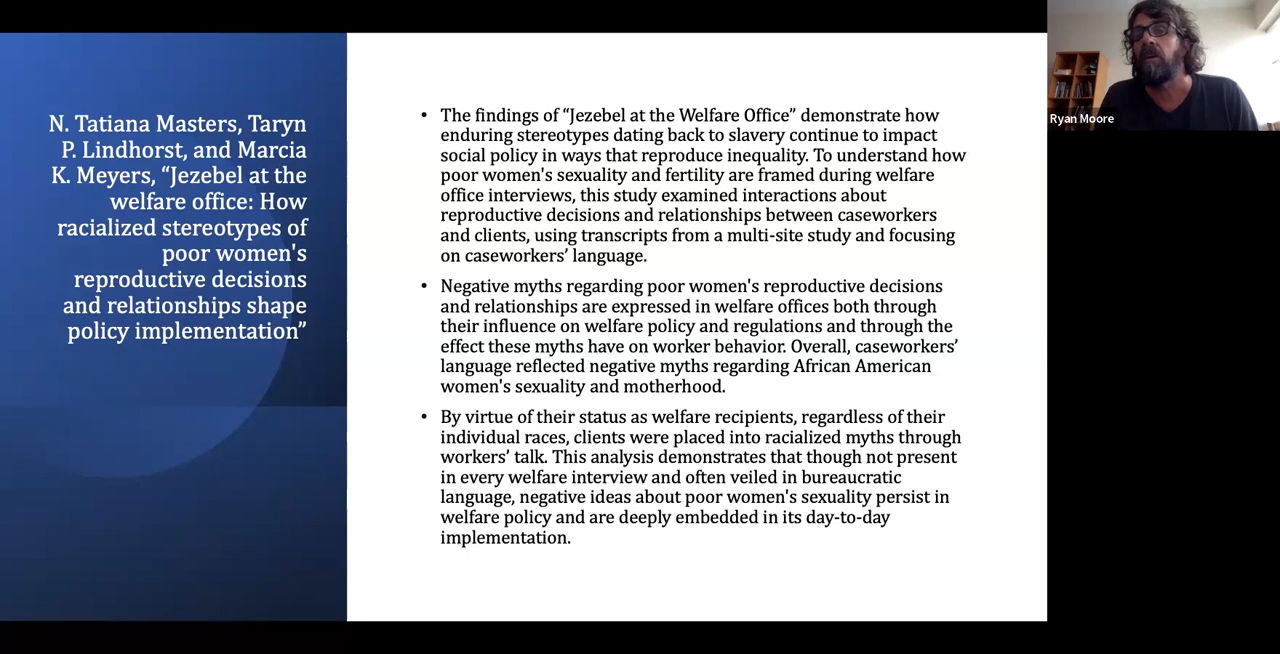 N. Tatiana Masters, Taryn
P. Lindhorst, and Marcia
K. Meyers, “Jezebel at the
welfare office: How
racialized stereotypes of
poor women's
reproductive decisions
and relationships shape
policy implementation”
• The findings of “Jezebel at the Welfare Office” demonstrate how
enduring stereotypes dating back to slavery continue to impact
social policy in ways that reproduce inequality. To understand how
poor women's sexuality and fertility are framed during welfare
office interviews, this study examined interactions about
reproductive decisions and relationships between caseworkers
and clients, using transcripts from a multi-site study and focusing
on caseworkers’ language.
• Negative myths regarding poor women's reproductive decisions
and relationships are expressed in welfare offices both through
their influence on welfare policy and regulations and through the
effect these myths have on worker behavior. Overall, caseworkers’
language reflected negative myths regarding African American
women's sexuality and motherhood.
• By virtue of their status as welfare recipients, regardless of their
individual races, clients were placed into racialized myths through
workers’ talk. This analysis demonstrates that though not present
in every welfare interview and often veiled in bureaucratic
language, negative ideas about poor women's sexuality persist in
welfare policy and are deeply embedded in its day-to-day
implementation.
Ryan Moore